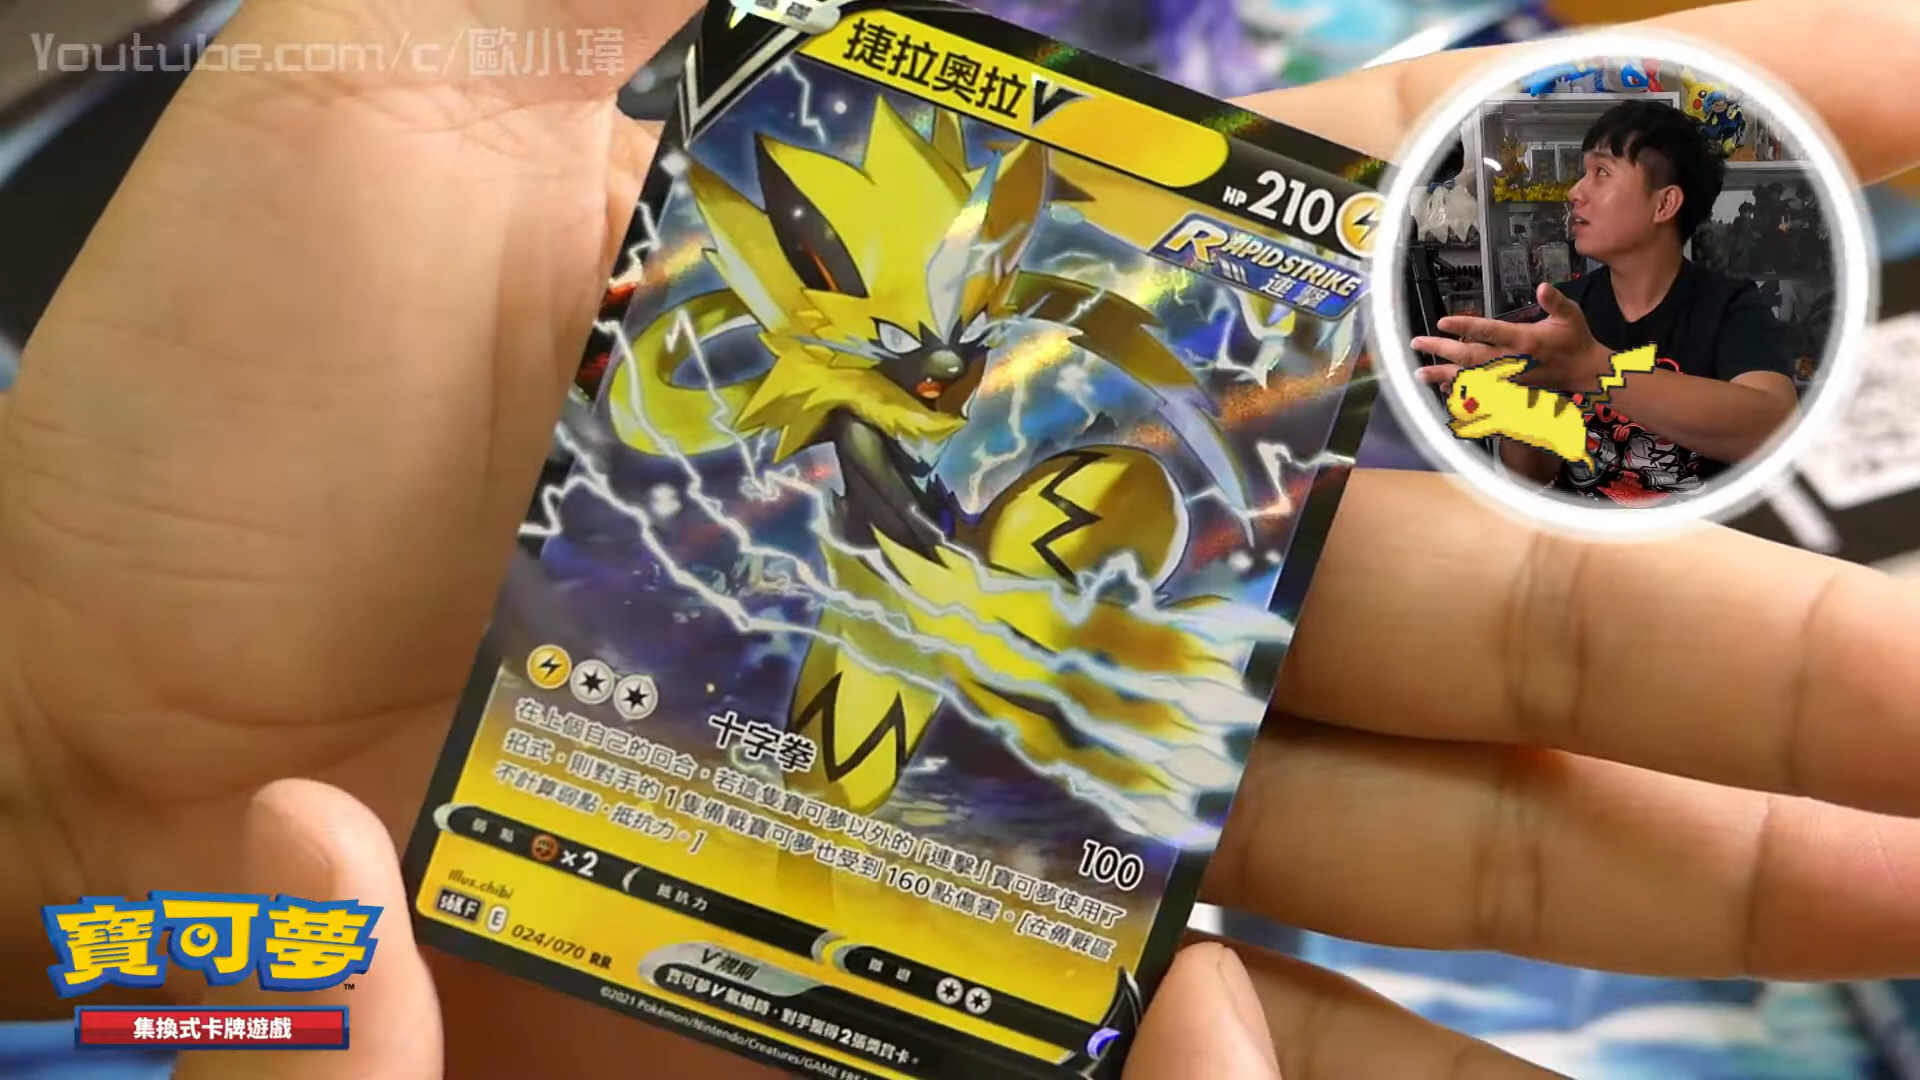 Youtube.com/c/歐小瑋
捷拉奧拉V
HP 210
RAPID STRIKE
連擊
十字拳
100
在上個自己的回合,若這隻寶可夢以外的「連擊」寶可夢使用了
招式,則對手的1隻備戰寶可夢也受到160點傷害。[在備戰區
不計算弱點、抵抗力。]
弱點 ×2 抵抗力 撤退
Illus.chibi
s6K F E 024/070 RR
V規則
寶可夢V氣絕時,對手獲得2張獎賞卡。
©2021 Pokémon/Nintendo/Creatures/GAME FREA
寶可夢™
集換式卡牌遊戲